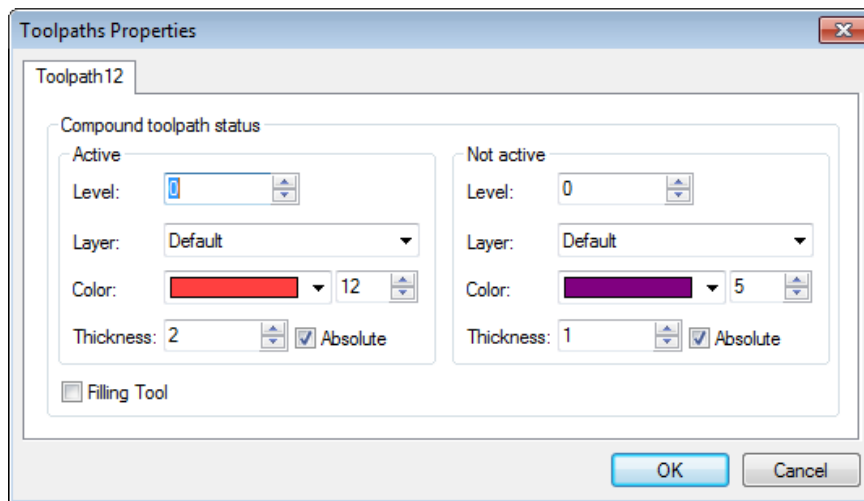 Toolpaths Properties
Toolpath12
Compound toolpath status
Active
Level: 0
Layer: Default
Color: 12
Thickness: 2 Absolute
Not active
Level: 0
Layer: Default
Color: 5
Thickness: 1 Absolute
Filling Tool
OK Cancel